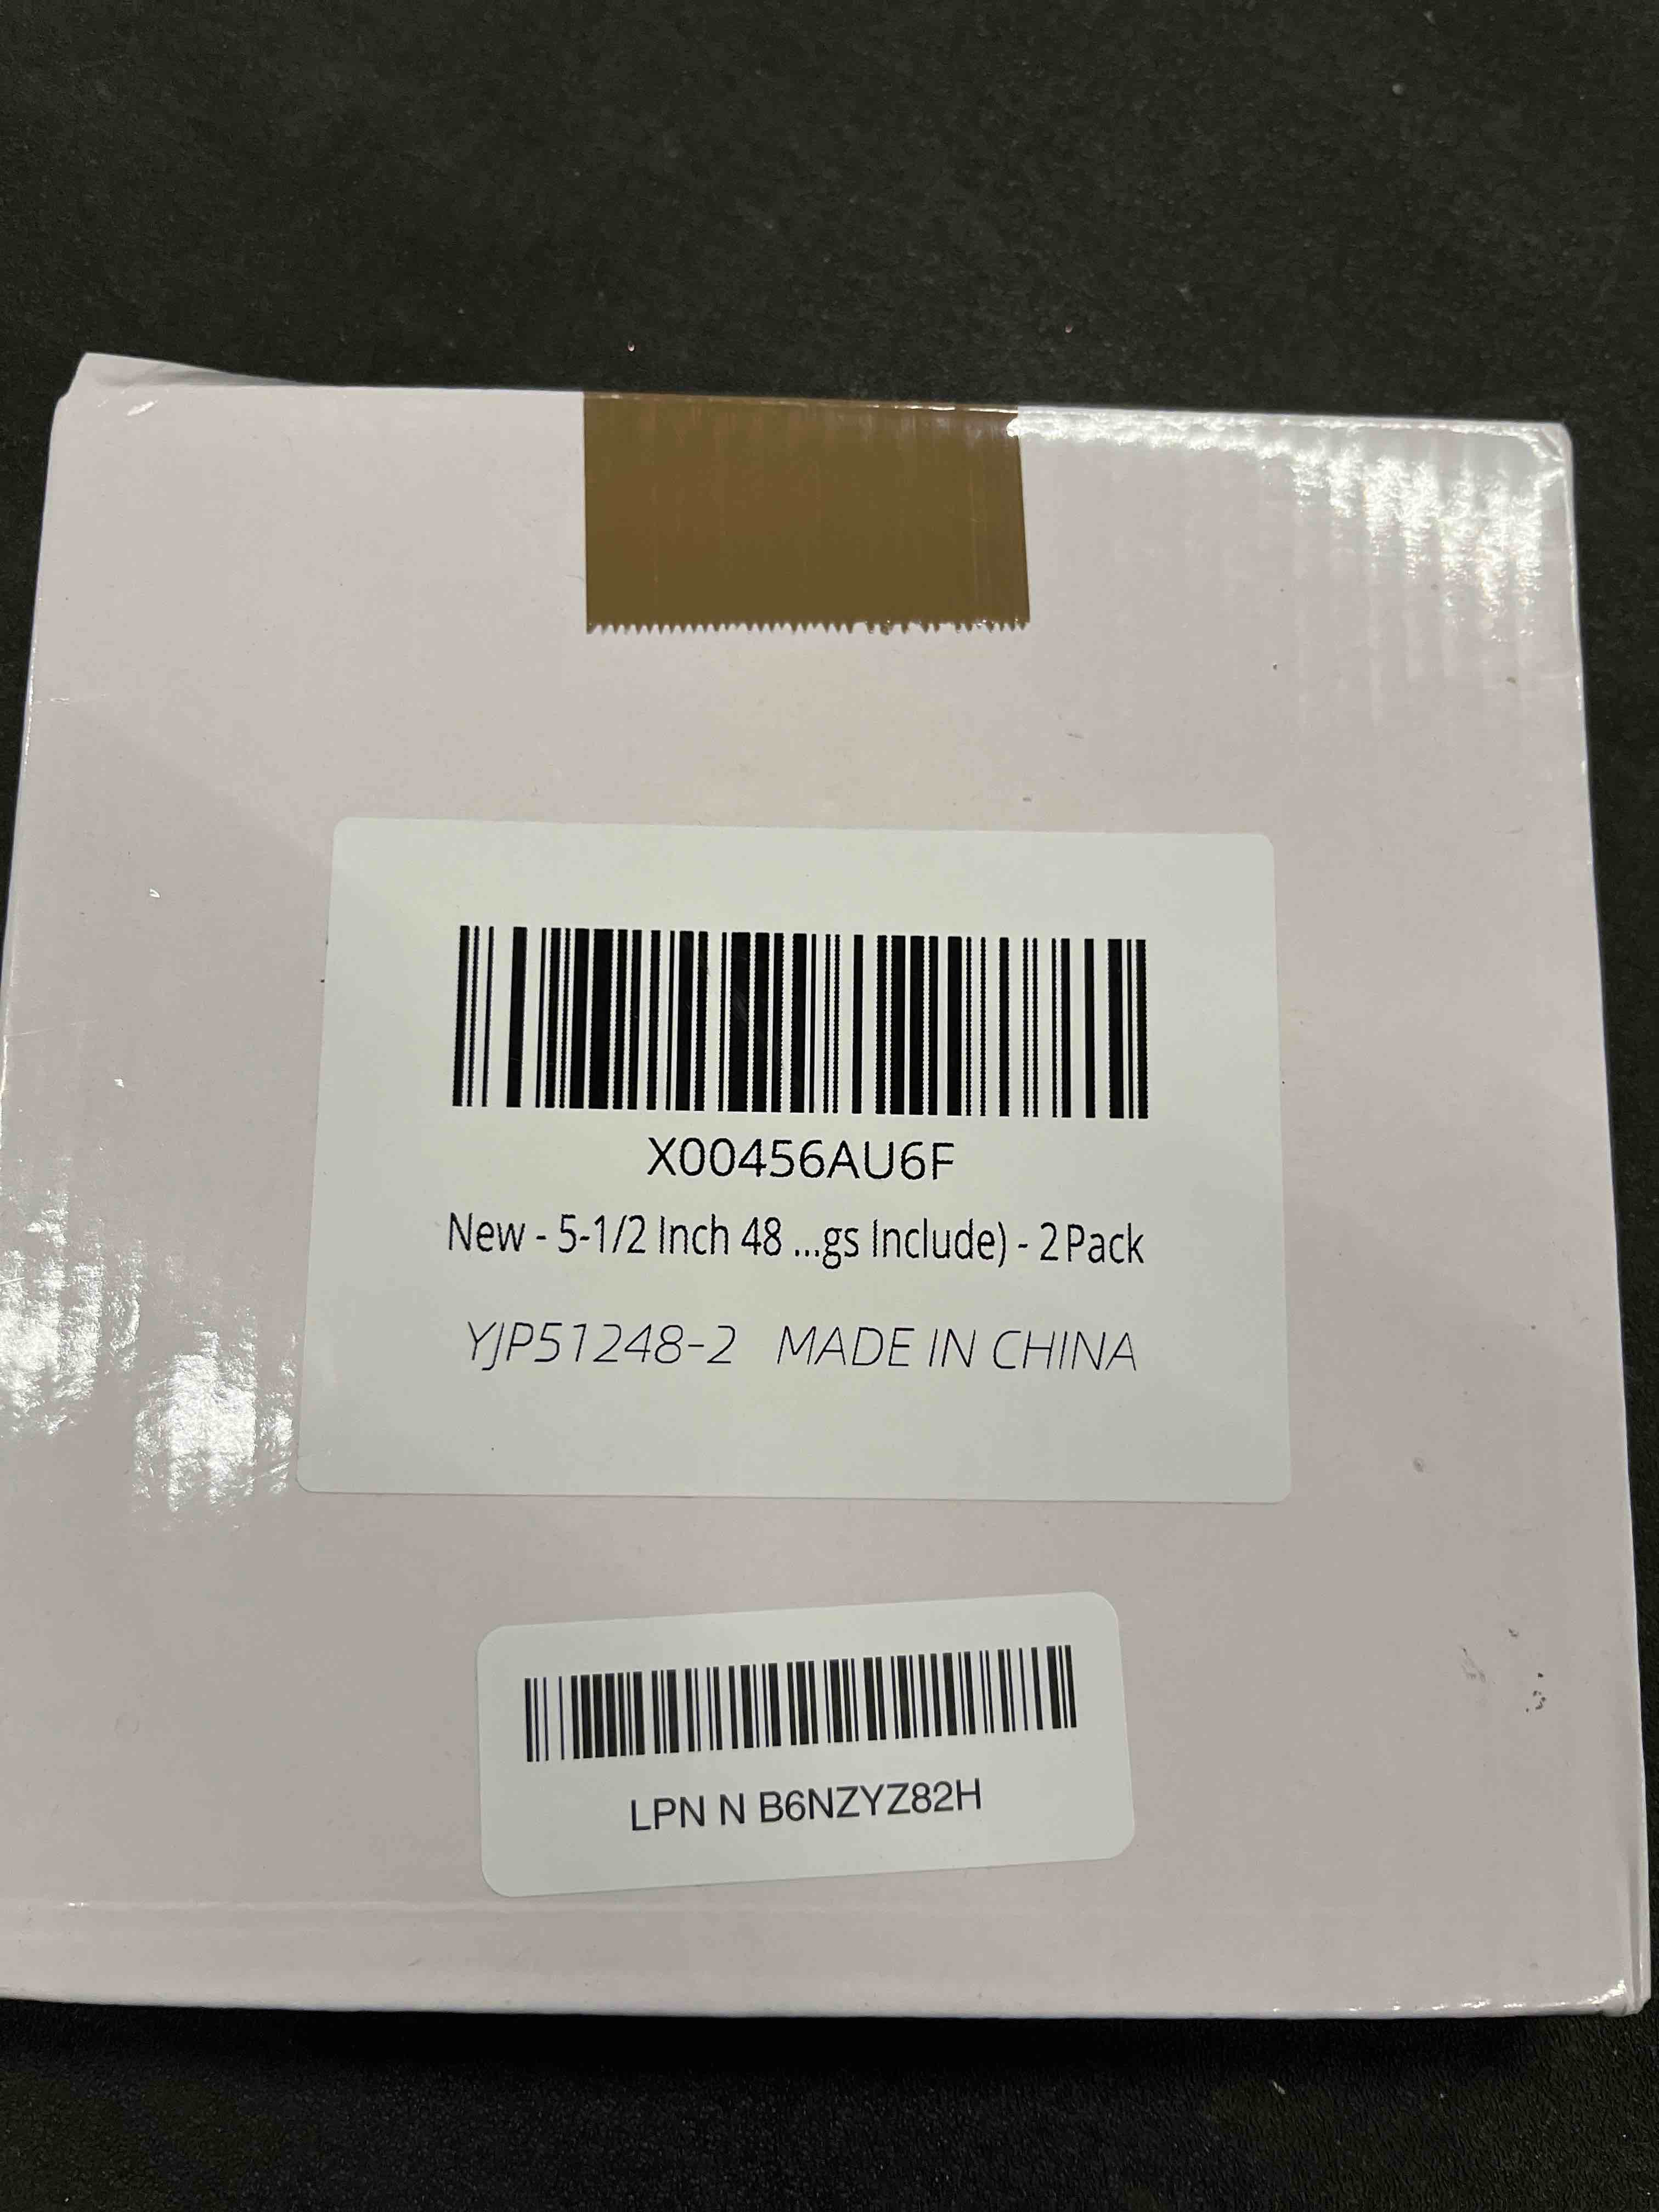 X00456AU6F
New - 5-1/2 Inch 48 ...gs Include) - 2 Pack
YJP51248-2 MADE IN CHINA
LPN N B6NZYZ82H